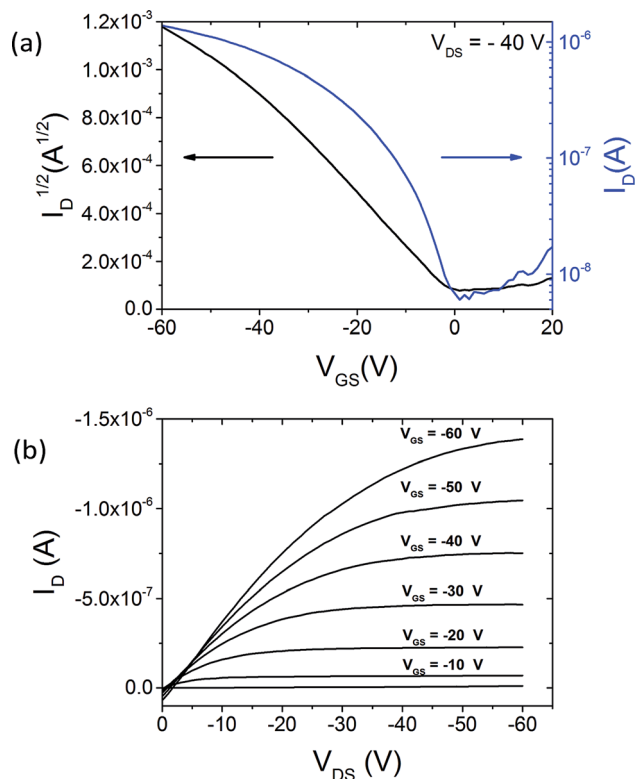 (a)
V_DS = - 40 V
1.2x10⁻³
1.0x10⁻³
8.0x10⁻⁴
6.0x10⁻⁴
4.0x10⁻⁴
2.0x10⁻⁴
0.0
I_D^1/2(A^1/2)
10⁻⁶
10⁻⁷
10⁻⁸
I_D(A)
-60 -40 -20 0 20
V_GS(V)
(b)
-1.5x10⁻⁶
-1.0x10⁻⁶
-5.0x10⁻⁷
0.0
I_D (A)
V_GS = -60 V
V_GS = -50 V
V_GS = -40 V
V_GS = -30 V
V_GS = -20 V
V_GS = -10 V
0 -10 -20 -30 -40 -50 -60
V_DS (V)